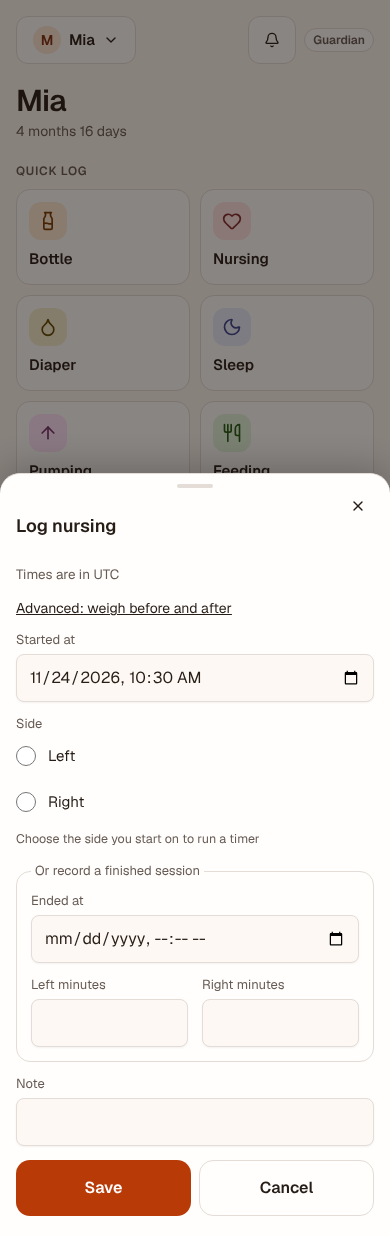 M Mia
Guardian
Mia
4 months 16 days
QUICK LOG
Bottle
Nursing
Diaper
Sleep
Pumping
Feeding
Log nursing
Times are in UTC
Advanced: weigh before and after
Started at
11/24/2026, 10:30 AM
Side
Left
Right
Choose the side you start on to run a timer
Or record a finished session
Ended at
mm/dd/yyyy, --:-- --
Left minutes
Right minutes
Note
Save
Cancel